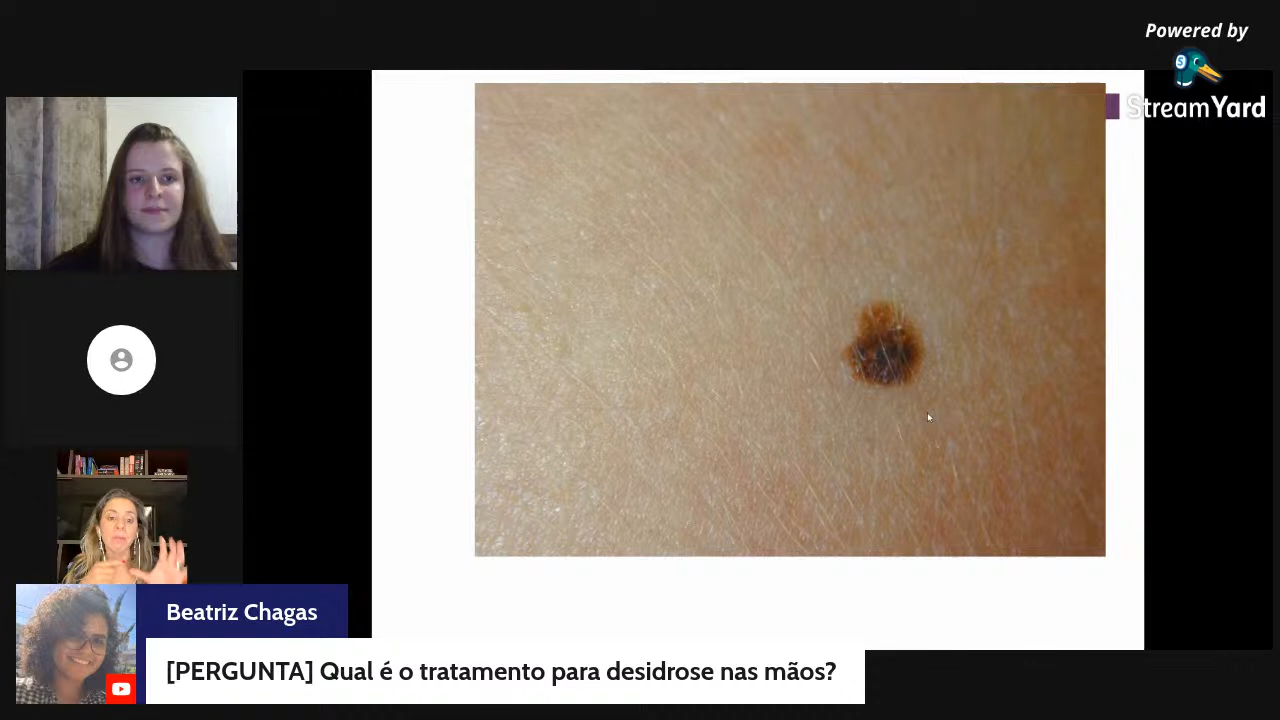 Powered by
StreamYard
Beatriz Chagas
[PERGUNTA] Qual é o tratamento para desidrose nas mãos?